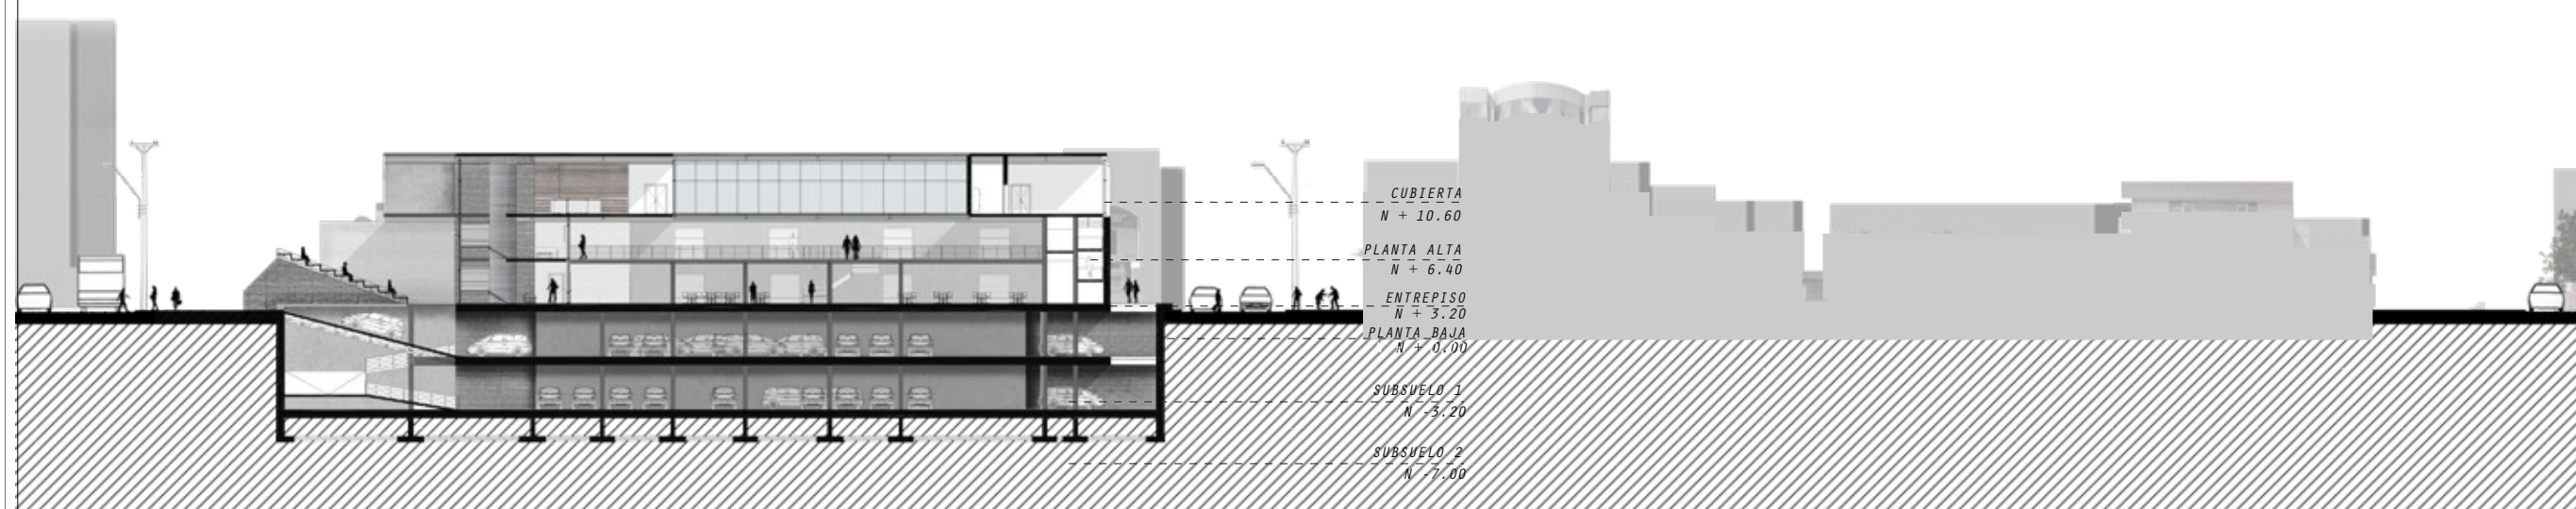 CUBIERTA
N + 10.60
PLANTA ALTA
N + 6.40
ENTREPISO
N + 3.20
PLANTA BAJA
N + 0.00
SUBSUELO 1
N -3.20
SUBSUELO 2
N -7.00